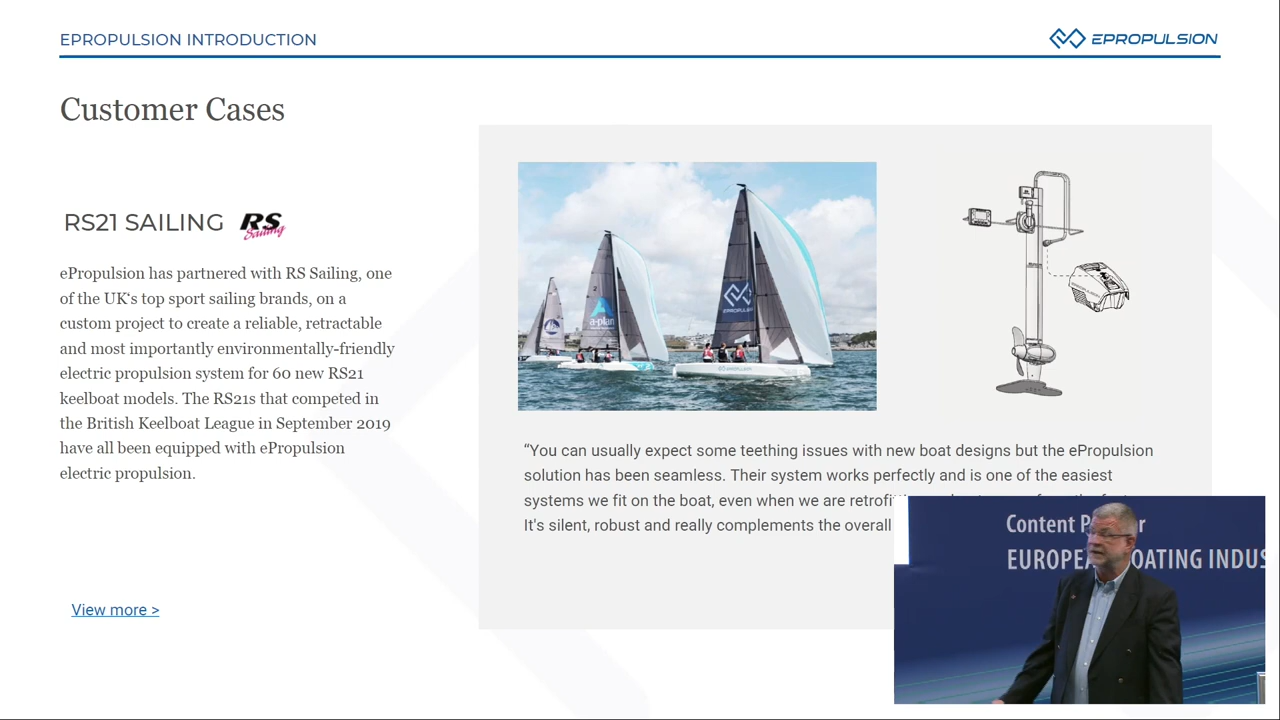 EPROPULSION INTRODUCTION
EPROPULSION
Customer Cases
RS21 SAILING
RS
Sailing
ePropulsion has partnered with RS Sailing, one
of the UK‘s top sport sailing brands, on a
custom project to create a reliable, retractable
and most importantly environmentally-friendly
electric propulsion system for 60 new RS21
keelboat models. The RS21s that competed in
the British Keelboat League in September 2019
have all been equipped with ePropulsion
electric propulsion.
View more >
a-plan
EPROPULSION
“You can usually expect some teething issues with new boat designs but the ePropulsion
solution has been seamless. Their system works perfectly and is one of the easiest
systems we fit on the boat, even when we are
It's silent, robust and really complements the overall
Content
EUROPEAN BOATING